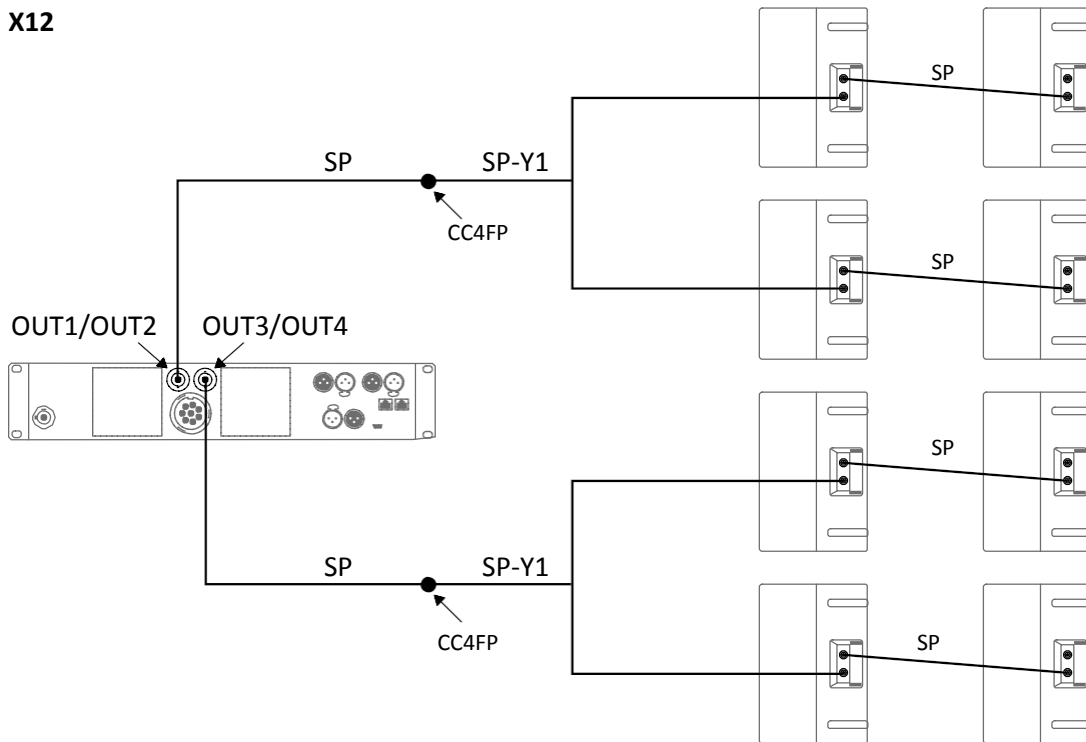 X12
SP
SP
SP-Y1
CC4FP
SP
OUT1/OUT2
OUT3/OUT4
SP
SP
SP-Y1
CC4FP
SP